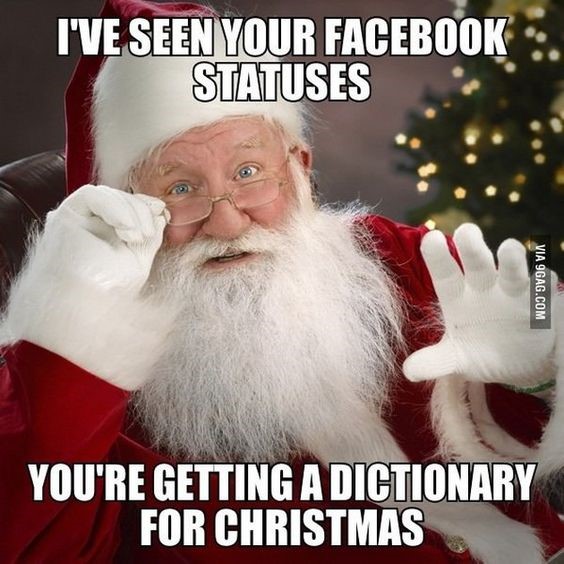 I'VE SEEN YOUR FACEBOOK
STATUSES
VIA 9GAG.COM
YOU'RE GETTING A DICTIONARY
FOR CHRISTMAS